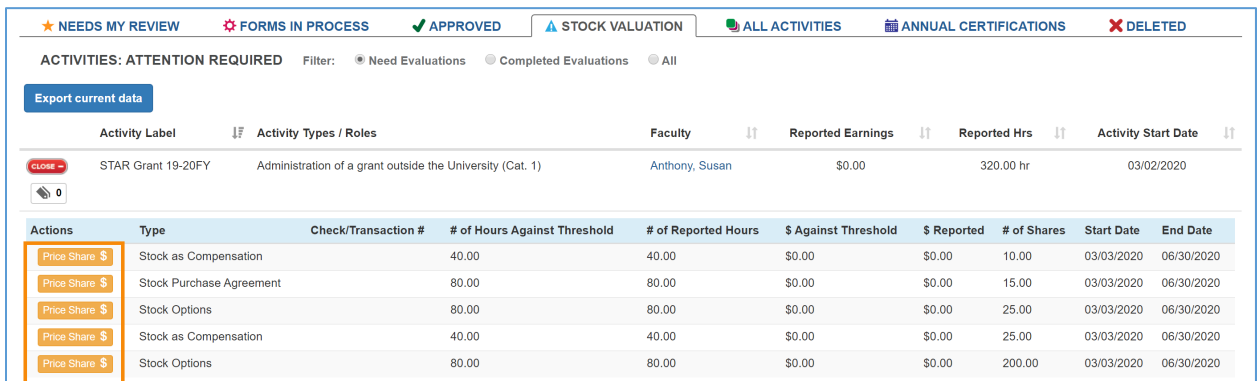 NEEDS MY REVIEW FORMS IN PROCESS APPROVED STOCK VALUATION ALL ACTIVITIES ANNUAL CERTIFICATIONS DELETED
ACTIVITIES: ATTENTION REQUIRED Filter: Need Evaluations Completed Evaluations All
Export current data
Activity Label Activity Types / Roles Faculty Reported Earnings Reported Hrs Activity Start Date
CLOSE STAR Grant 19-20FY Administration of a grant outside the University (Cat. 1) Anthony, Susan $0.00 320.00 hr 03/02/2020
0
Actions Type Check/Transaction # # of Hours Against Threshold # of Reported Hours $ Against Threshold $ Reported # of Shares Start Date End Date
Price Share $ Stock as Compensation 40.00 40.00 $0.00 $0.00 10.00 03/03/2020 06/30/2020
Price Share $ Stock Purchase Agreement 80.00 80.00 $0.00 $0.00 15.00 03/03/2020 06/30/2020
Price Share $ Stock Options 80.00 80.00 $0.00 $0.00 25.00 03/03/2020 06/30/2020
Price Share $ Stock as Compensation 40.00 40.00 $0.00 $0.00 25.00 03/03/2020 06/30/2020
Price Share $ Stock Options 80.00 80.00 $0.00 $0.00 200.00 03/03/2020 06/30/2020